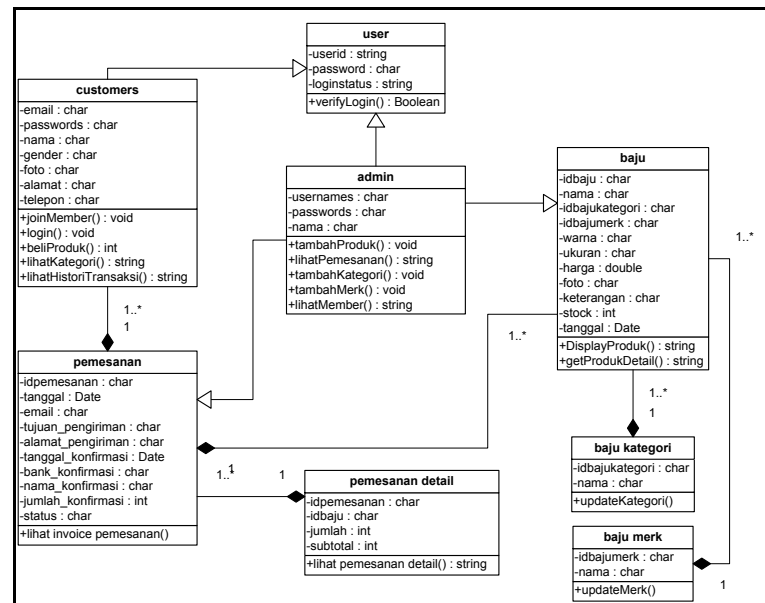 user
-userid : string
-password : char
-loginstatus : string
+verifyLogin() : Boolean
customers
-email : char
-passwords : char
-nama : char
-gender : char
-foto : char
-alamat : char
-telepon : char
+joinMember() : void
+login() : void
+beliProduk() : int
+lihatKategori() : string
+lihatHistoriTransaksi() : string
admin
-usernames : char
-passwords : char
-nama : char
+tambahProduk() : void
+lihatPemesanan() : string
+tambahKategori() : void
+tambahMerk() : void
+lihatMember() : string
baju
-idbaju : char
-nama : char
-idbajukategori : char
-idbajumerk : char
-warna : char
-ukuran : char
-harga : double
-foto : char
-keterangan : char
-stock : int
-tanggal : Date
+DisplayProduk() : string
+getProdukDetail() : string
1..*
1..*
1
1..*
pemesanan
-idpemesanan : char
-tanggal : Date
-email : char
-tujuan_pengiriman : char
-alamat_pengiriman : char
-tanggal_konfirmasi : Date
-bank_konfirmasi : char
-nama_konfirmasi : char
-jumlah_konfirmasi : int
-status : char
+lihat invoice pemesanan()
1
1..*
1
pemesanan detail
-idpemesanan : char
-idbaju : char
-jumlah : int
-subtotal : int
+lihat pemesanan detail() : string
1..*
1
baju kategori
-idbajukategori : char
-nama : char
+updateKategori()
baju merk
-idbajumerk : char
-nama : char
+updateMerk()
1